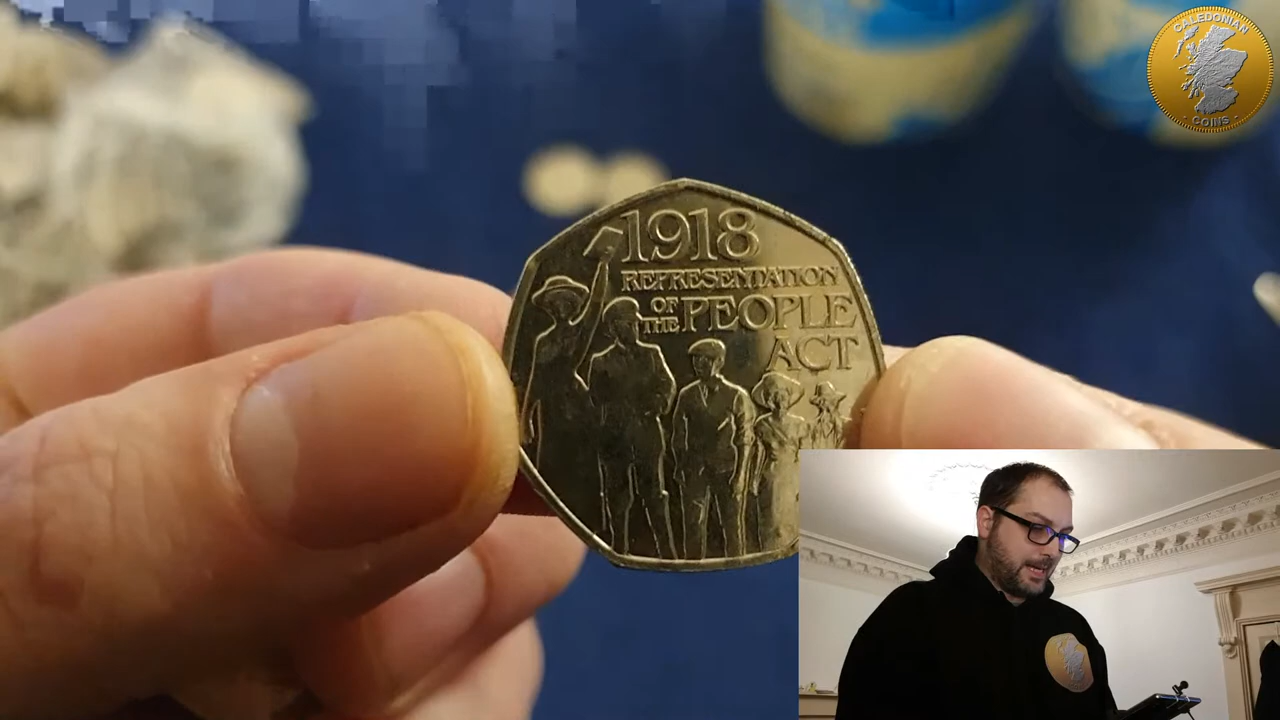 CALEDONIAN
COINS
1918
REPRESENTATION
OF
THE PEOPLE
ACT